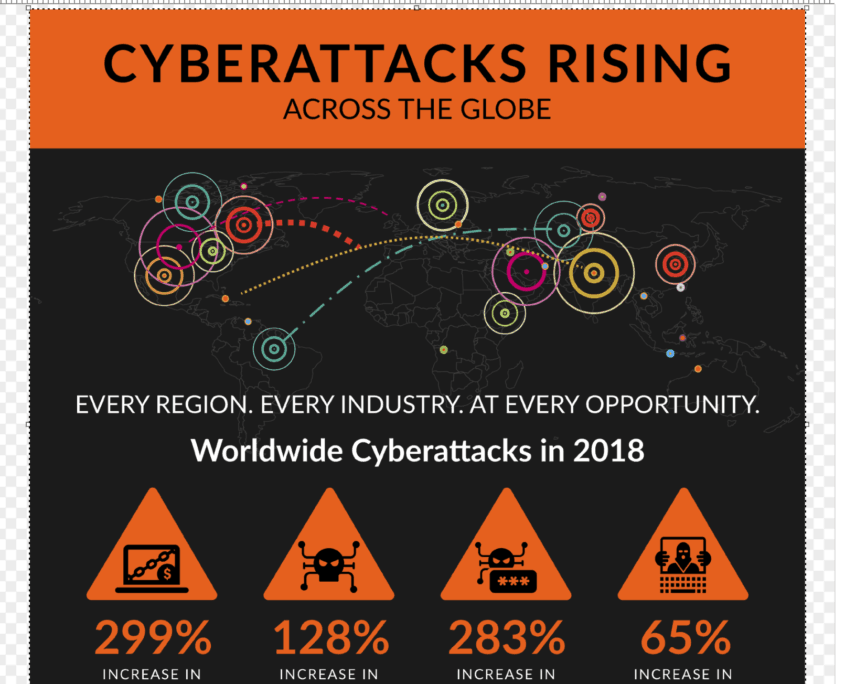 CYBERATTACKS RISING
ACROSS THE GLOBE
EVERY REGION. EVERY INDUSTRY. AT EVERY OPPORTUNITY.
Worldwide Cyberattacks in 2018
$
***
299% 128% 283% 65%
INCREASE IN INCREASE IN INCREASE IN INCREASE IN